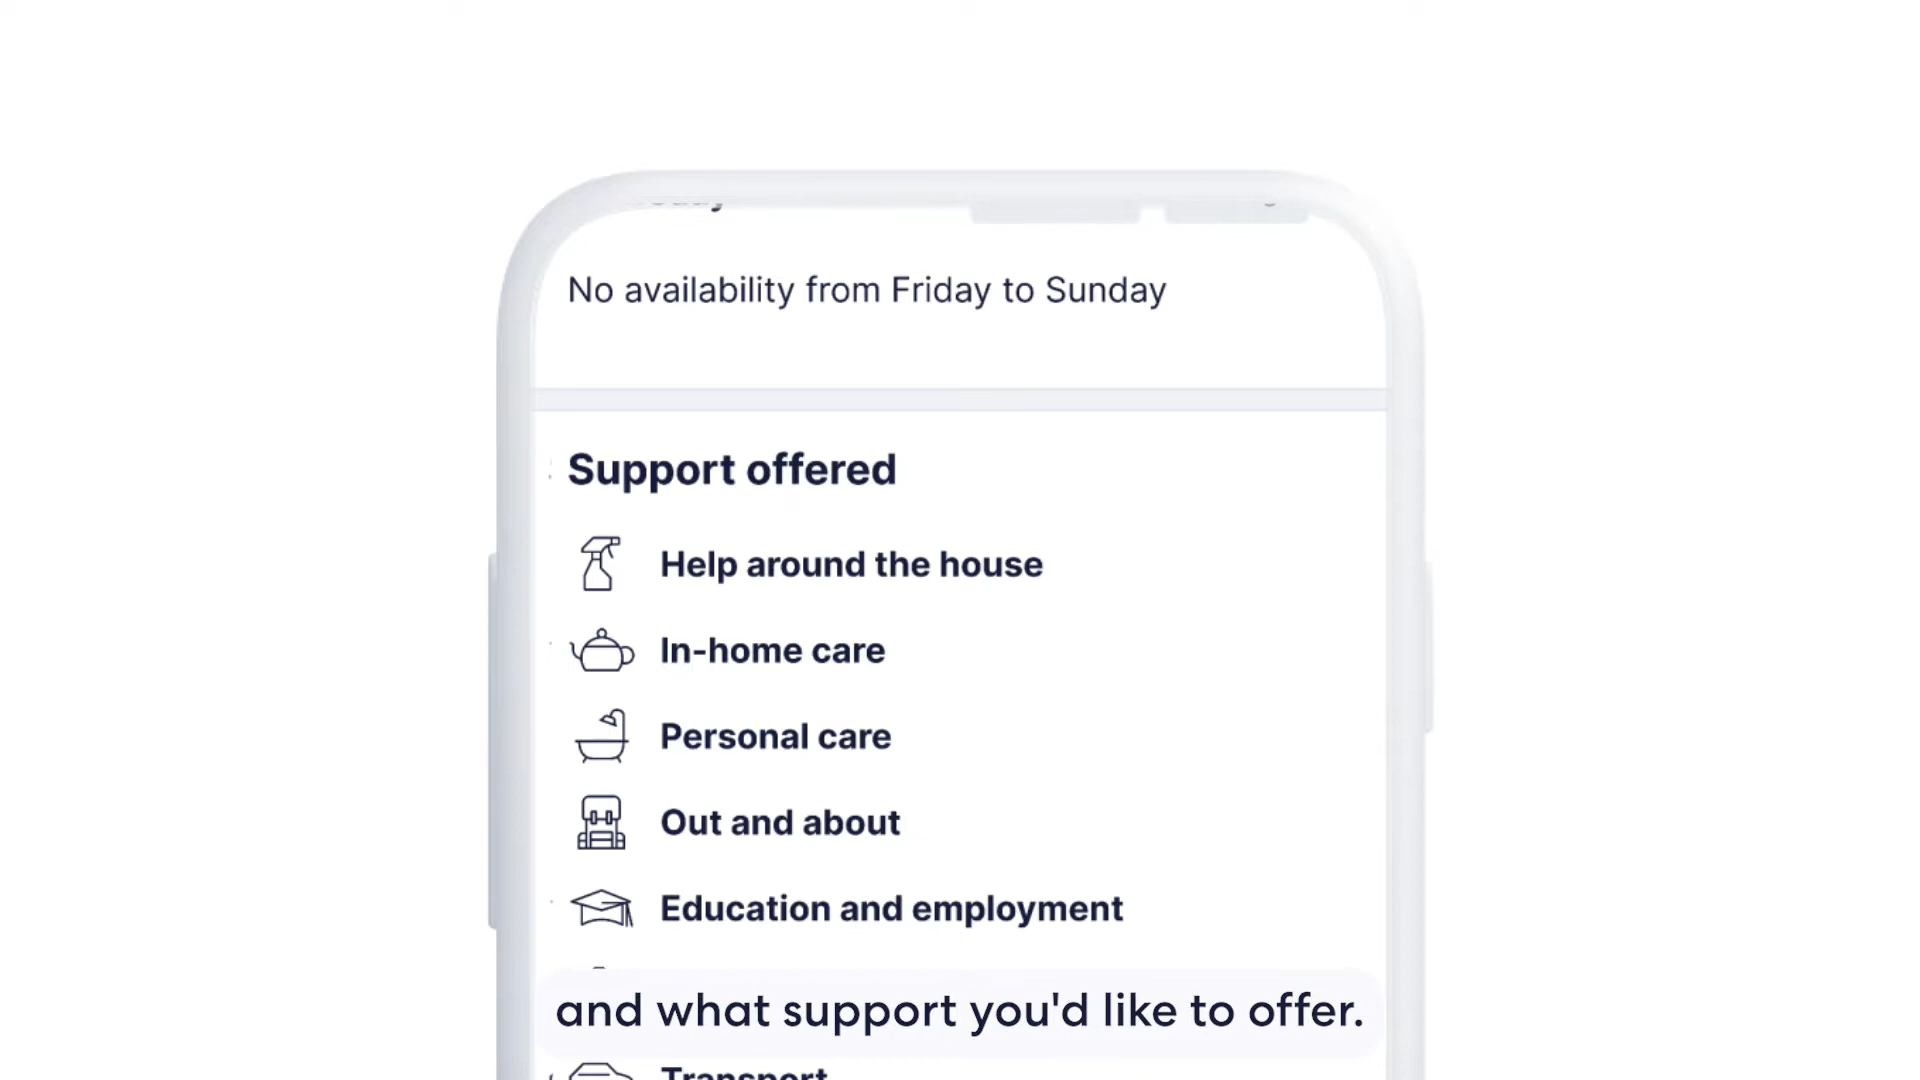 No availability from Friday to Sunday
Support offered
Help around the house
In-home care
Personal care
Out and about
Education and employment
and what support you'd like to offer.
Transport